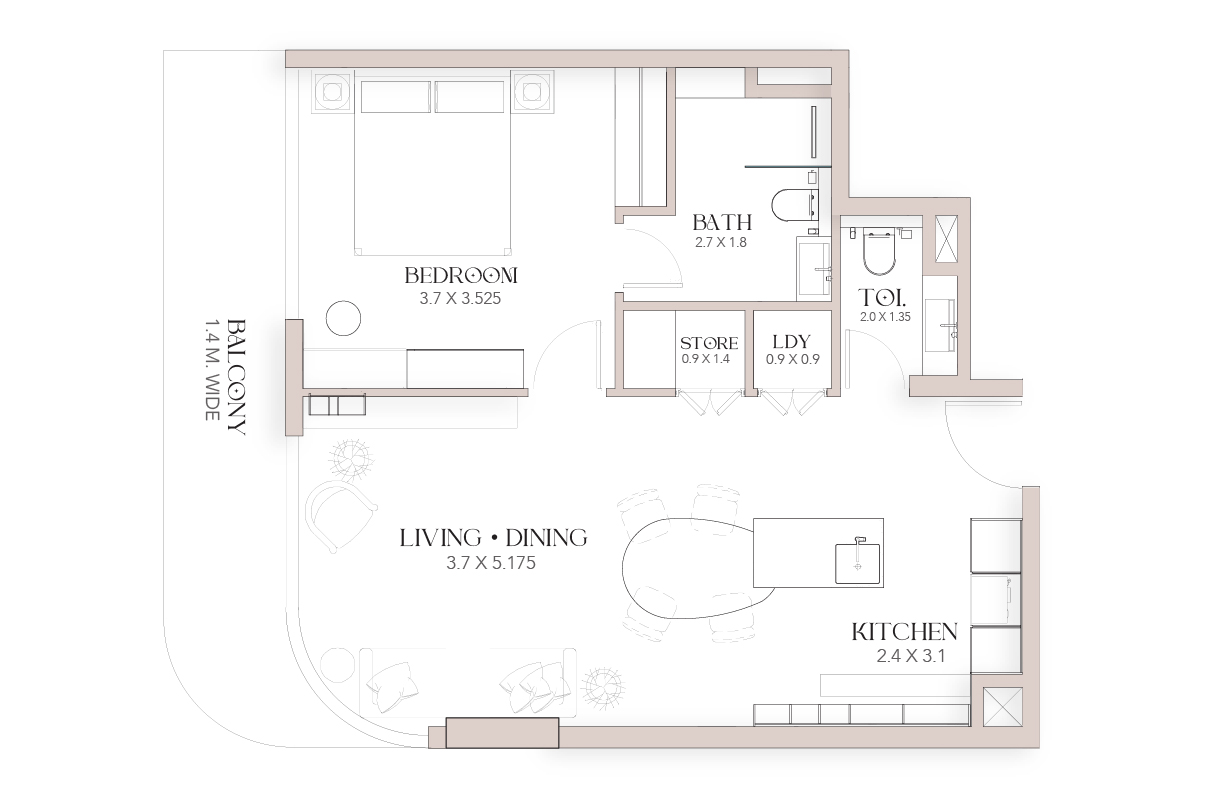 BATH
2.7 X 1.8
BEDROOM
3.7 X 3.525
TOI.
2.0 X 1.35
STORE
0.9 X 1.4
LDY
0.9 X 0.9
BALCONY
1.4 M. WIDE
LIVING • DINING
3.7 X 5.175
KITCHEN
2.4 X 3.1